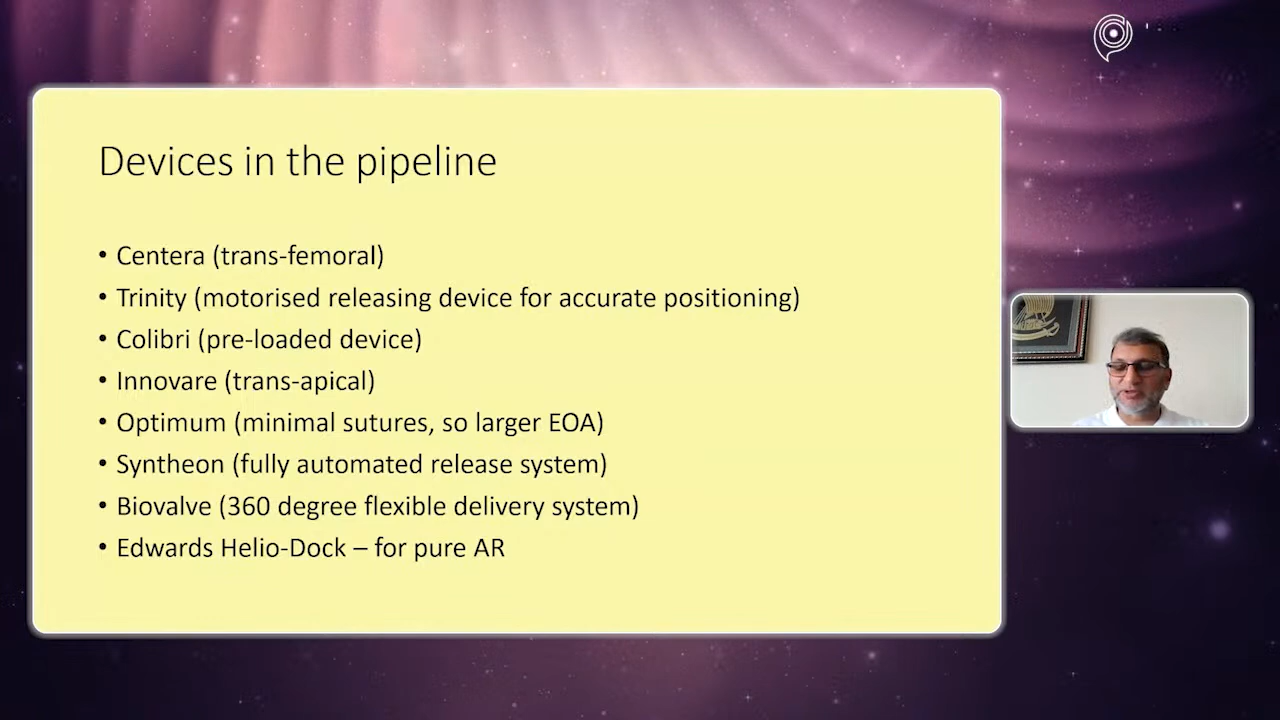 Devices in the pipeline
• Centera (trans-femoral)
• Trinity (motorised releasing device for accurate positioning)
• Colibri (pre-loaded device)
• Innovare (trans-apical)
• Optimum (minimal sutures, so larger EOA)
• Syntheon (fully automated release system)
• Biovalve (360 degree flexible delivery system)
• Edwards Helio-Dock – for pure AR